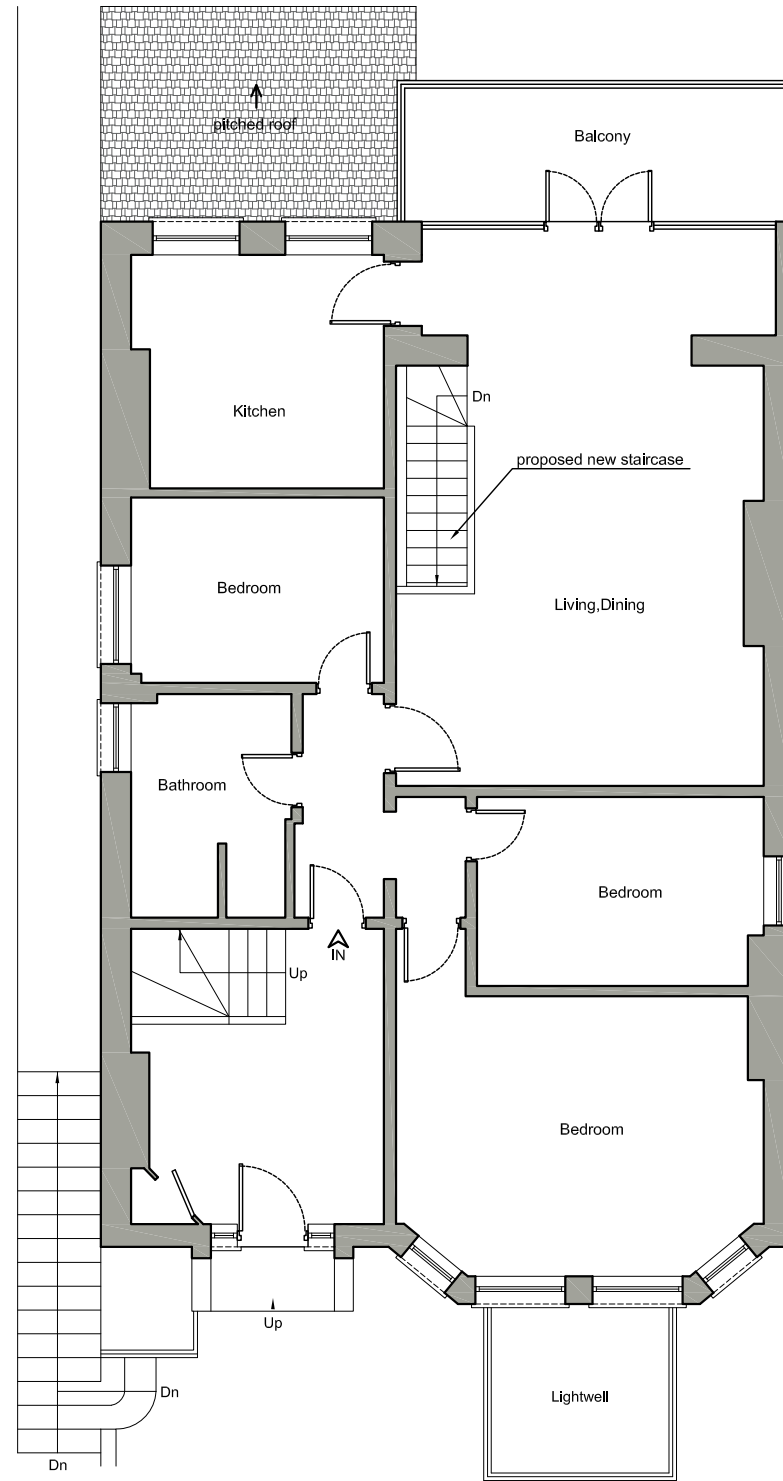 pitched roof
Balcony
Dn
Kitchen
proposed new staircase
Bedroom
Living,Dining
Bathroom
Bedroom
IN
Up
Bedroom
Up
Dn
Lightwell
Dn